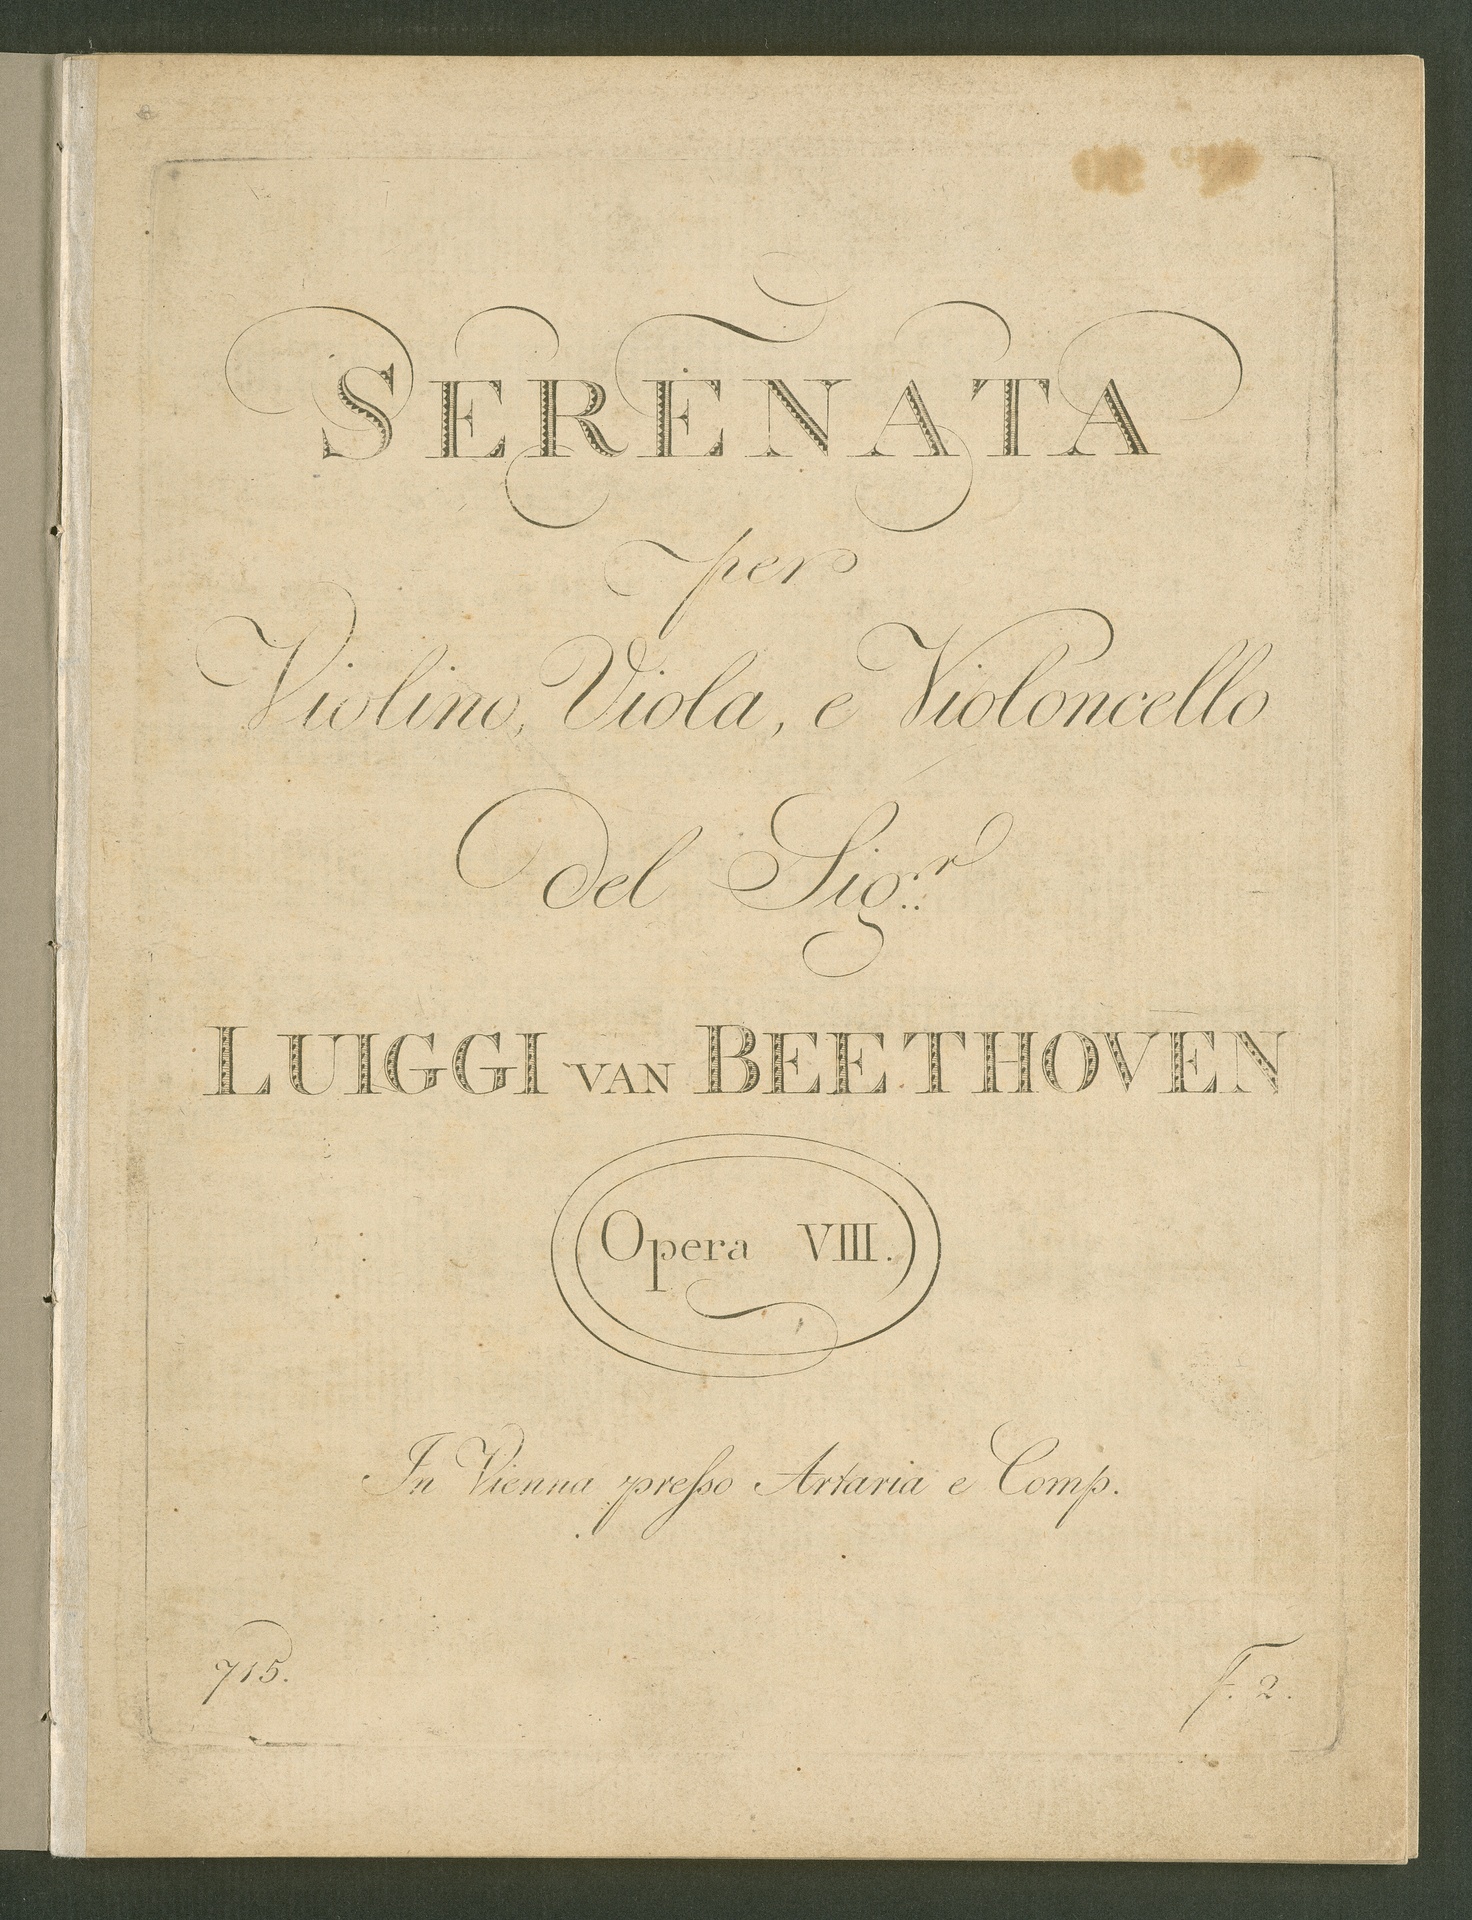 SERENATA
per
Violino, Viola, e Violoncello
del Sig:r
LUIGGI VAN BEETHOVEN
Opera VIII.
In Vienna presso Artaria e Comp.
715.
f. 2.